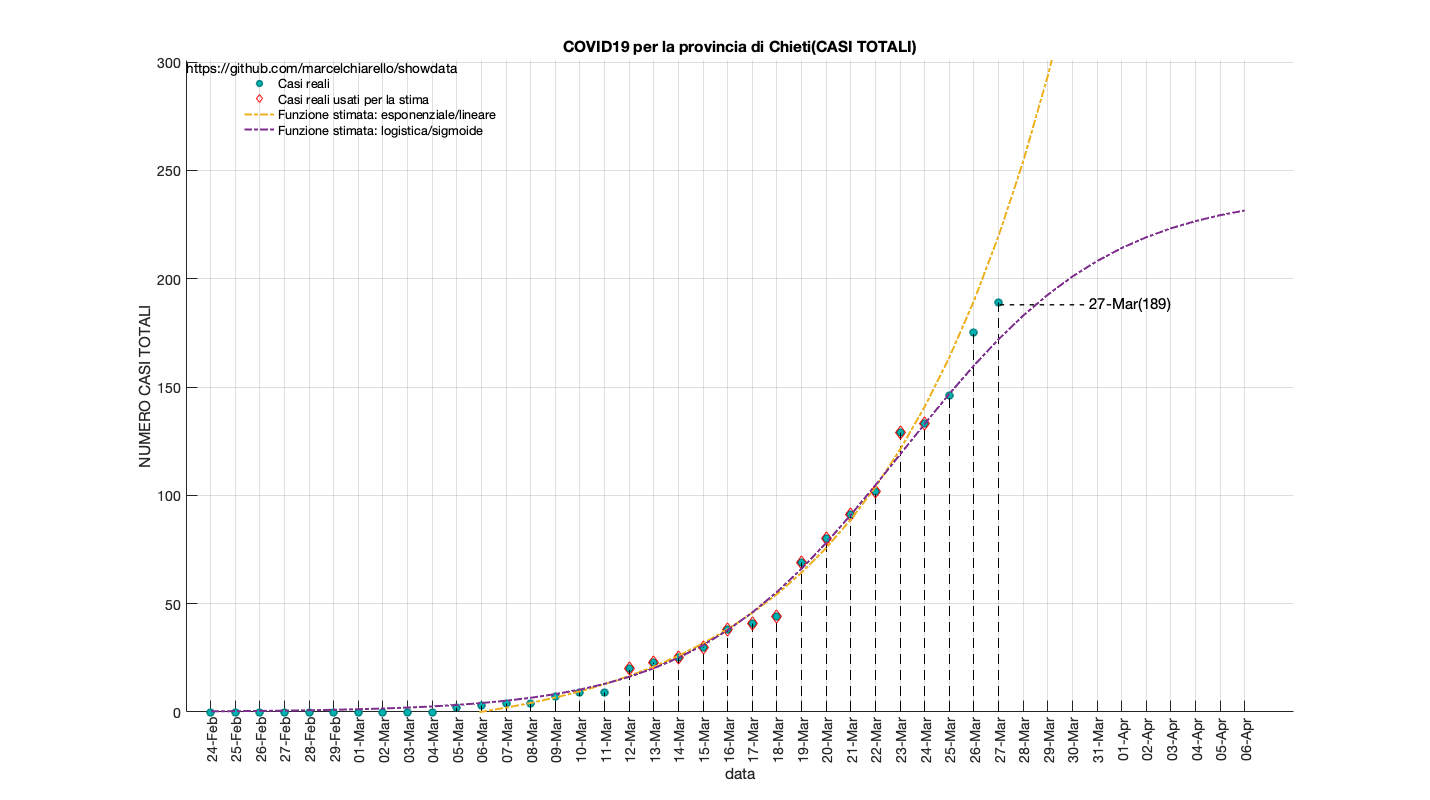 COVID19 per la provincia di Chieti(CASI TOTALI)
https://github.com/marcelchiarello/showdata
Casi reali
Casi reali usati per la stima
Funzione stimata: esponenziale/lineare
Funzione stimata: logistica/sigmoide
300
250
200
150
100
50
0
NUMERO CASI TOTALI
27-Mar(189)
24-Feb
25-Feb
26-Feb
27-Feb
28-Feb
29-Feb
01-Mar
02-Mar
03-Mar
04-Mar
05-Mar
06-Mar
07-Mar
08-Mar
09-Mar
10-Mar
11-Mar
12-Mar
13-Mar
14-Mar
15-Mar
16-Mar
17-Mar
18-Mar
19-Mar
20-Mar
21-Mar
22-Mar
23-Mar
24-Mar
25-Mar
26-Mar
27-Mar
28-Mar
29-Mar
30-Mar
31-Mar
01-Apr
02-Apr
03-Apr
04-Apr
05-Apr
06-Apr
data